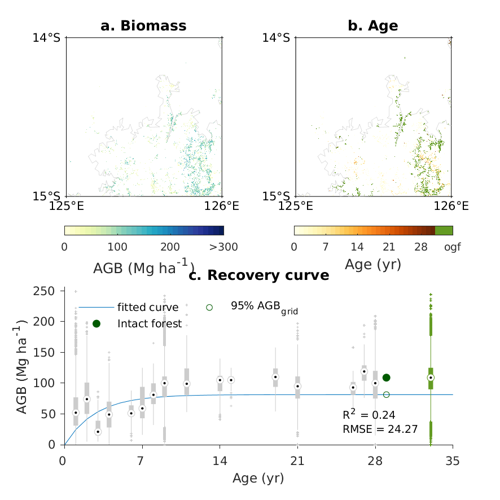 a. Biomass
14°S
15°S
125°E
126°E
0
100
200
>300
AGB (Mg ha⁻¹)
b. Age
14°S
15°S
125°E
126°E
0
7
14
21
28
ogf
Age (yr)
c. Recovery curve
AGB (Mg ha⁻¹)
250
200
150
100
50
0
fitted curve
Intact forest
95% AGB_grid
R² = 0.24
RMSE = 24.27
0
7
14
21
28
35
Age (yr)